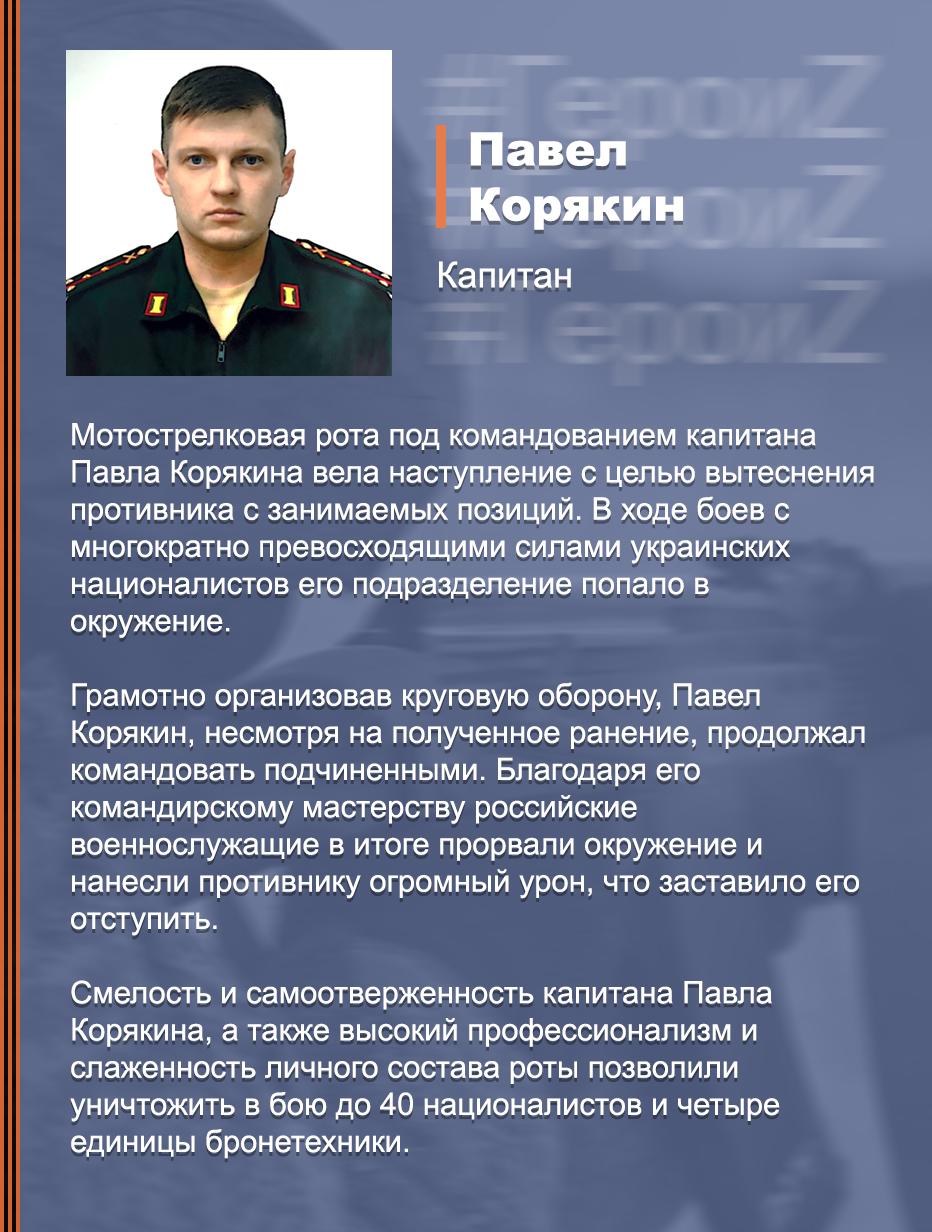 #ГероиZ
Павел
#ГероиZ
Корякин
Капитан
#ГероиZ
Мотострелковая рота под командованием капитана
Павла Корякина вела наступление с целью вытеснения
противника с занимаемых позиций. В ходе боев с
многократно превосходящими силами украинских
националистов его подразделение попало в
окружение.
Грамотно организовав круговую оборону, Павел
Корякин, несмотря на полученное ранение, продолжал
командовать подчиненными. Благодаря его
командирскому мастерству российские
военнослужащие в итоге прорвали окружение и
нанесли противнику огромный урон, что заставило его
отступить.
Смелость и самоотверженность капитана Павла
Корякина, а также высокий профессионализм и
слаженность личного состава роты позволили
уничтожить в бою до 40 националистов и четыре
единицы бронетехники.